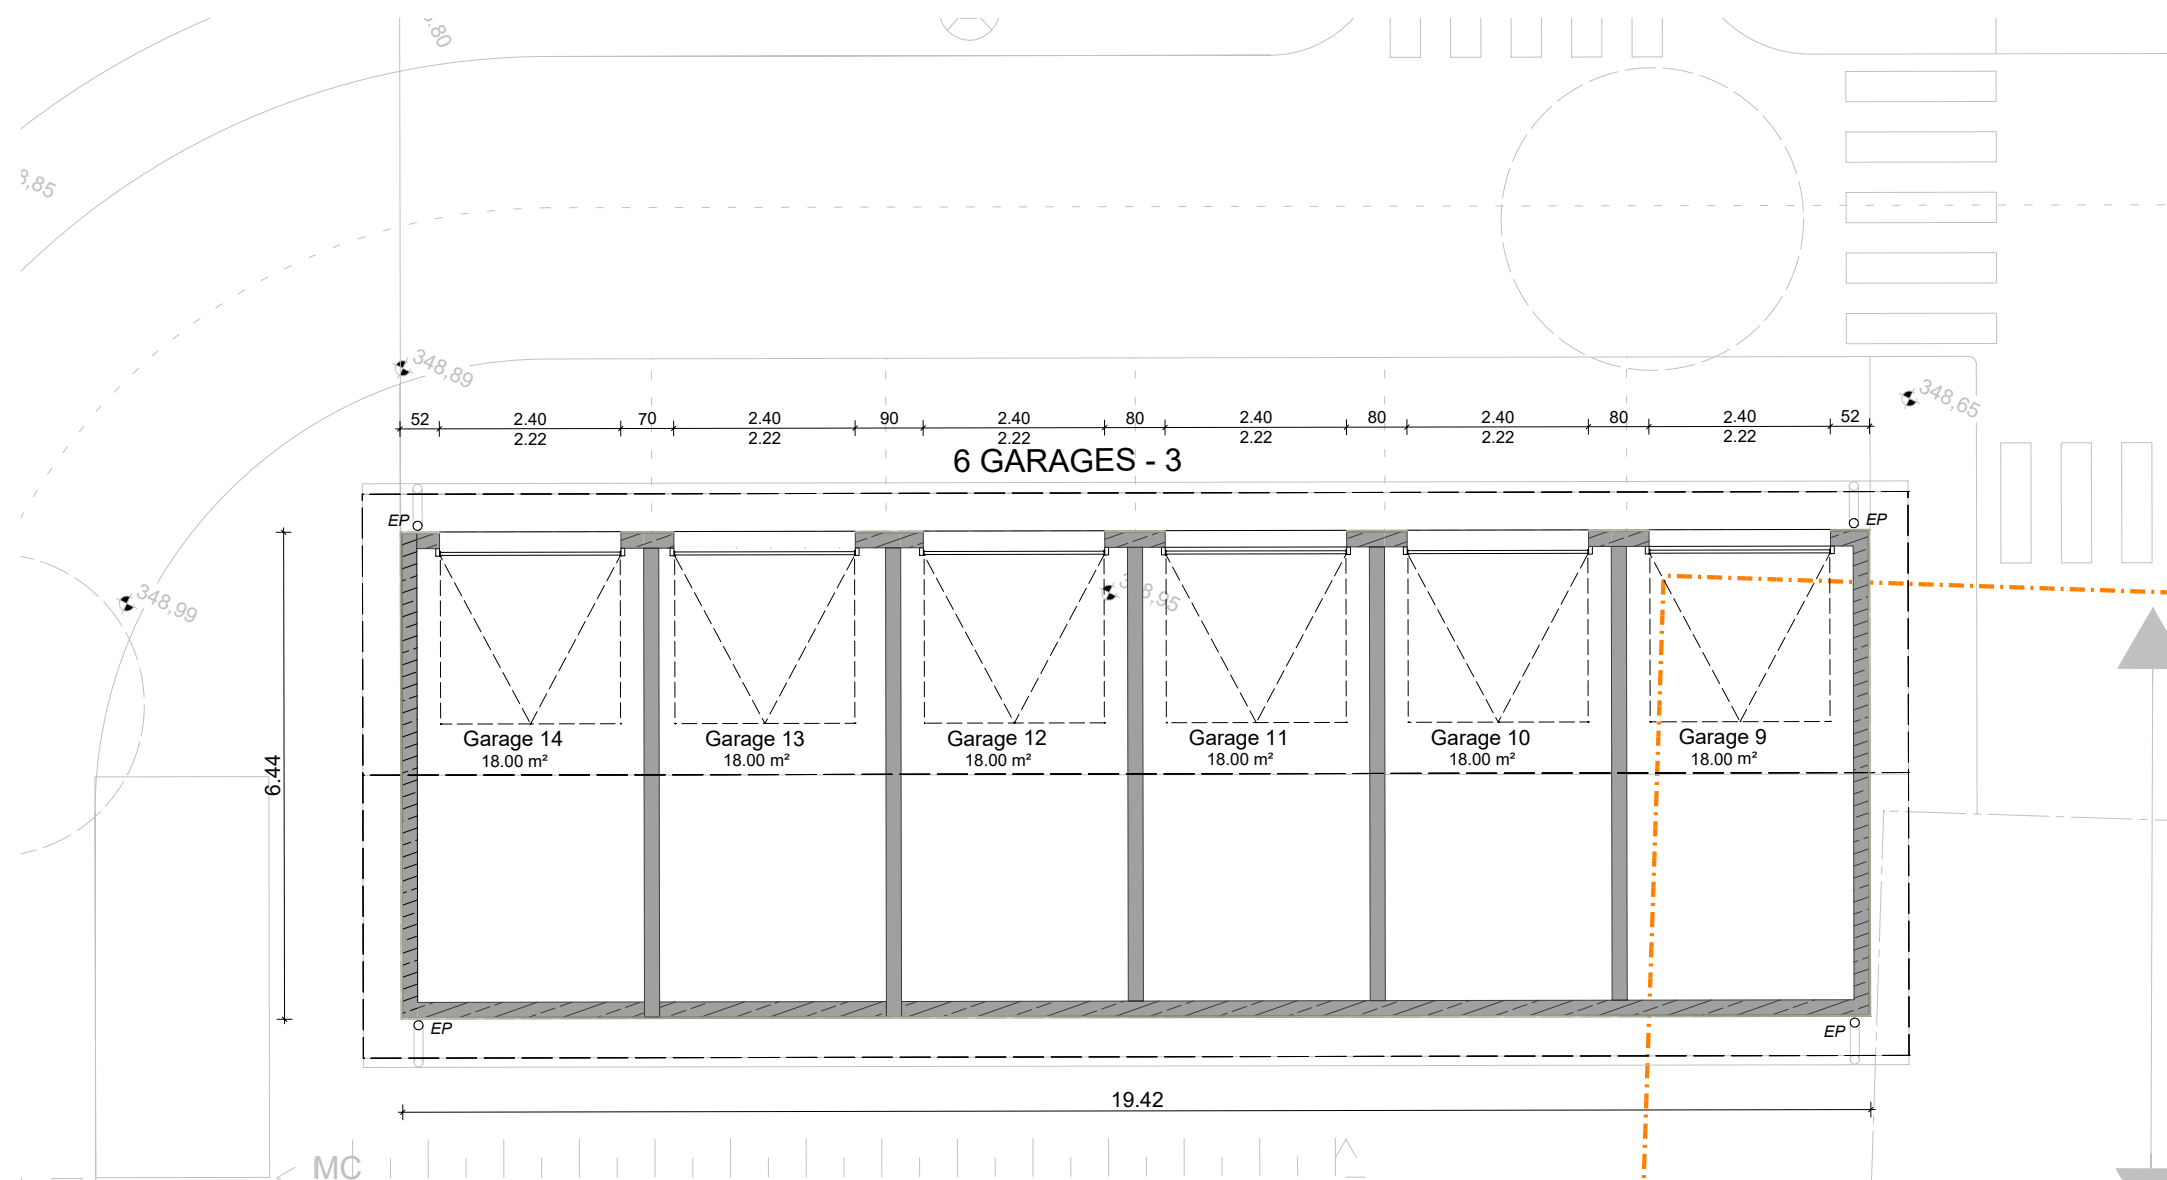 348,89
348,65
52 2.40 70 2.40 90 2.40 80 2.40 80 2.40 80 2.40 52
2.22 2.22 2.22 2.22 2.22 2.22
6 GARAGES - 3
EP EP
348,99
Garage 14 Garage 13 Garage 12 Garage 11 Garage 10 Garage 9
18.00 m² 18.00 m² 18.00 m² 18.00 m² 18.00 m² 18.00 m²
6.44
EP EP
19.42
MC